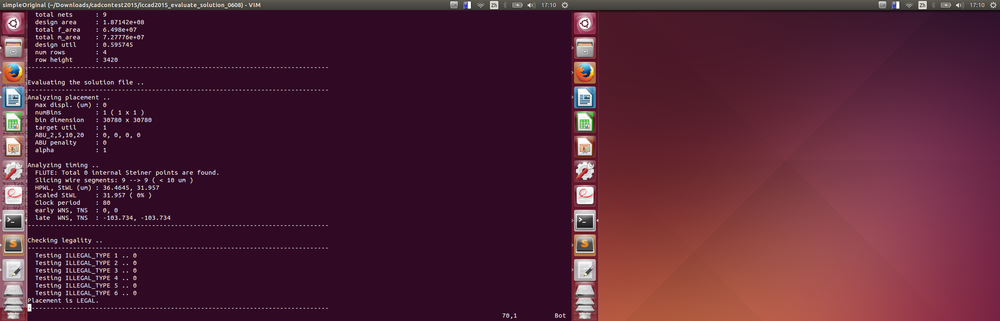 simpleOriginal (~/Downloads/cadcontest2015/iccad2015_evaluate_solution_0608) - VIM
En Zh 17:10
En Zh 17:10
total nets      : 9
design area     : 1.87142e+08
total f_area    : 6.498e+07
total m_area    : 7.27776e+07
design util     : 0.595745
num rows        : 4
row height      : 3420
--------------------------------------------------------------------------------
Evaluating the solution file ..
--------------------------------------------------------------------------------
Analyzing placement ..
max displ. (um) : 0
numBins         : 1 ( 1 x 1 )
bin dimension   : 30780 x 30780
target util     : 1
ABU_2,5,10,20   : 0, 0, 0, 0
ABU penalty     : 0
alpha           : 1
Analyzing timing ..
FLUTE: Total 0 internal Steiner points are found.
Slicing wire segments: 9 --> 9 ( < 10 um )
HPWL, StWL (um) : 36.4645, 31.957
Scaled StWL     : 31.957 ( 0% )
Clock period    : 80
early WNS, TNS  : 0, 0
late  WNS, TNS  : -103.734, -103.734
--------------------------------------------------------------------------------
Checking legality ..
--------------------------------------------------------------------------------
Testing ILLEGAL_TYPE 1 .. 0
Testing ILLEGAL_TYPE 2 .. 0
Testing ILLEGAL_TYPE 3 .. 0
Testing ILLEGAL_TYPE 4 .. 0
Testing ILLEGAL_TYPE 5 .. 0
Testing ILLEGAL_TYPE 6 .. 0
Placement is LEGAL.
--------------------------------------------------------------------------------
70,1 Bot